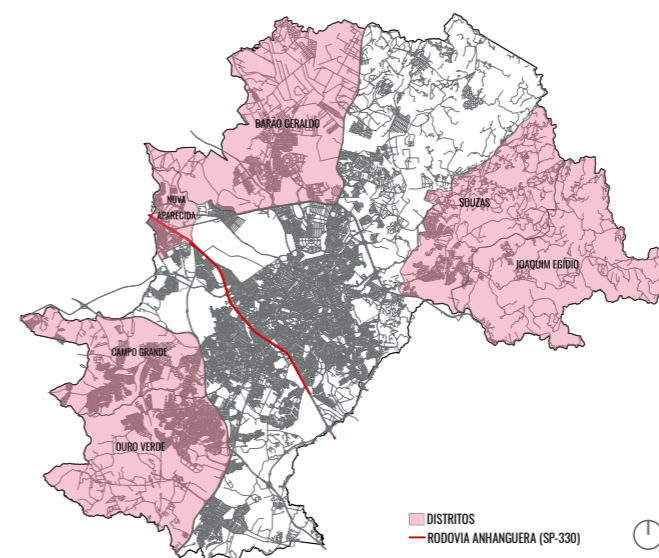 BARÃO GERALDO
NOVA
APARECIDA
SOUZAS
JOAQUIM EGÍDIO
CAMPO GRANDE
OURO VERDE
DISTRITOS
RODOVIA ANHANGUERA (SP-330)